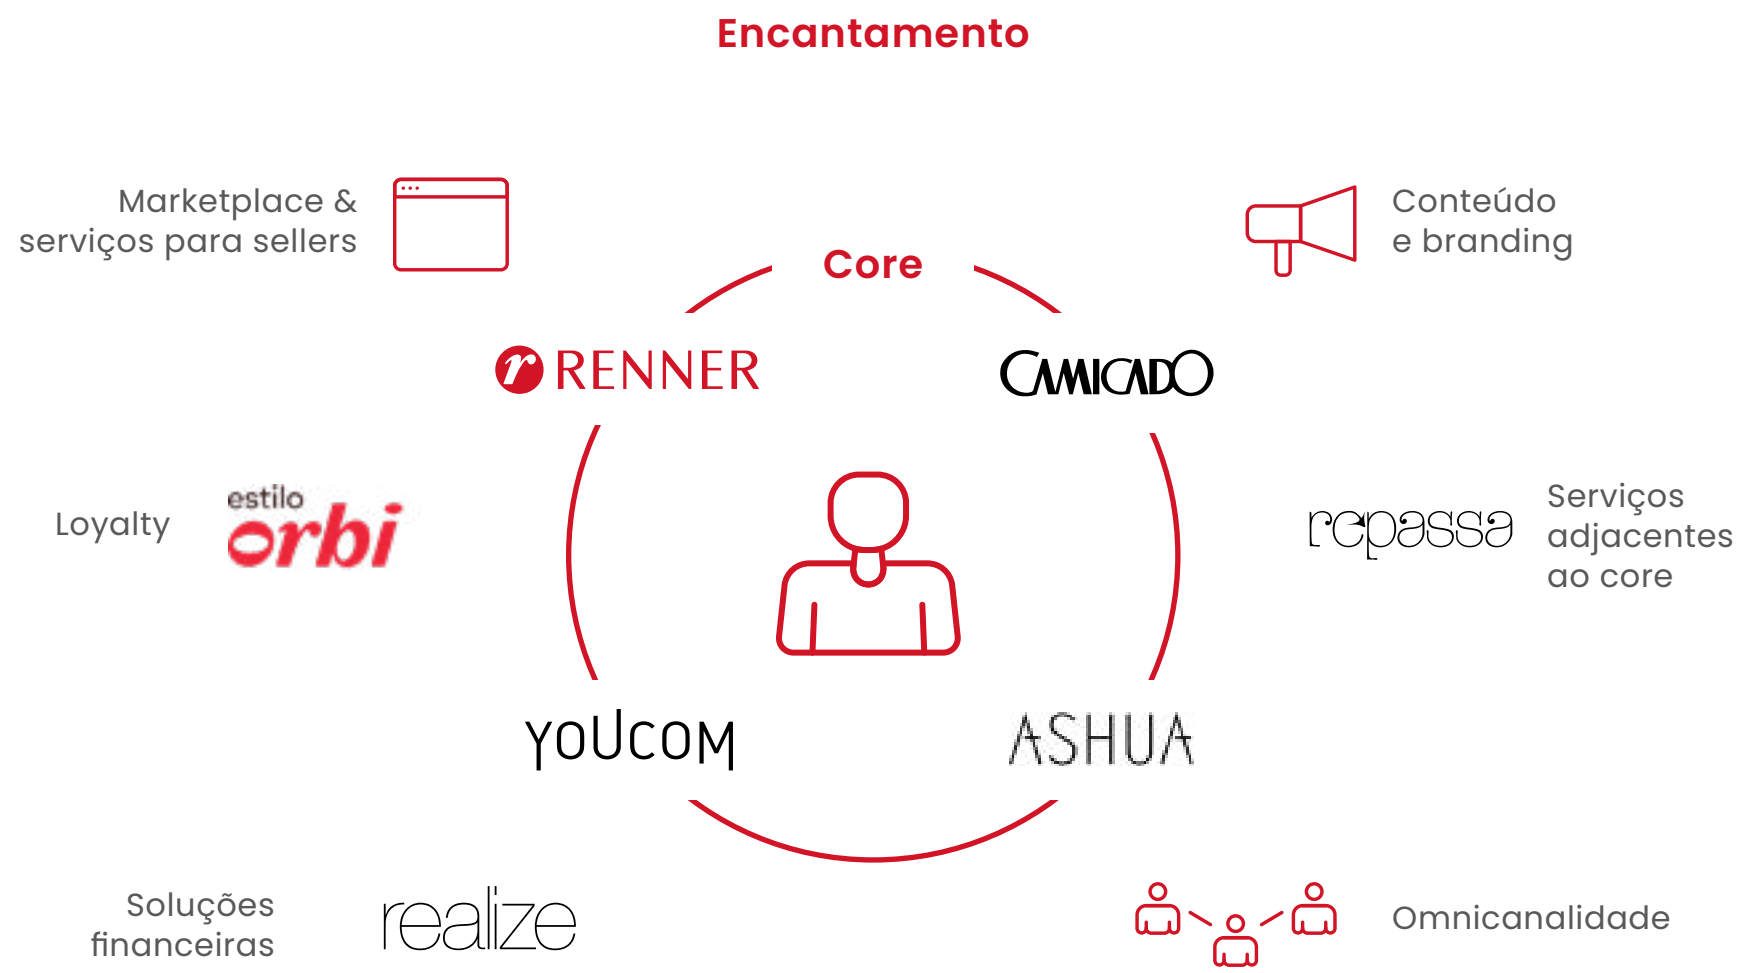 Encantamento
Marketplace &
serviços para sellers
Conteúdo
e branding
Core
r RENNER
CAMICADO
Loyalty
estilo
orbi
repassa
Serviços
adjacentes
ao core
YOUCOM
ASHUA
Soluções
financeiras
realize
Omnicanalidade